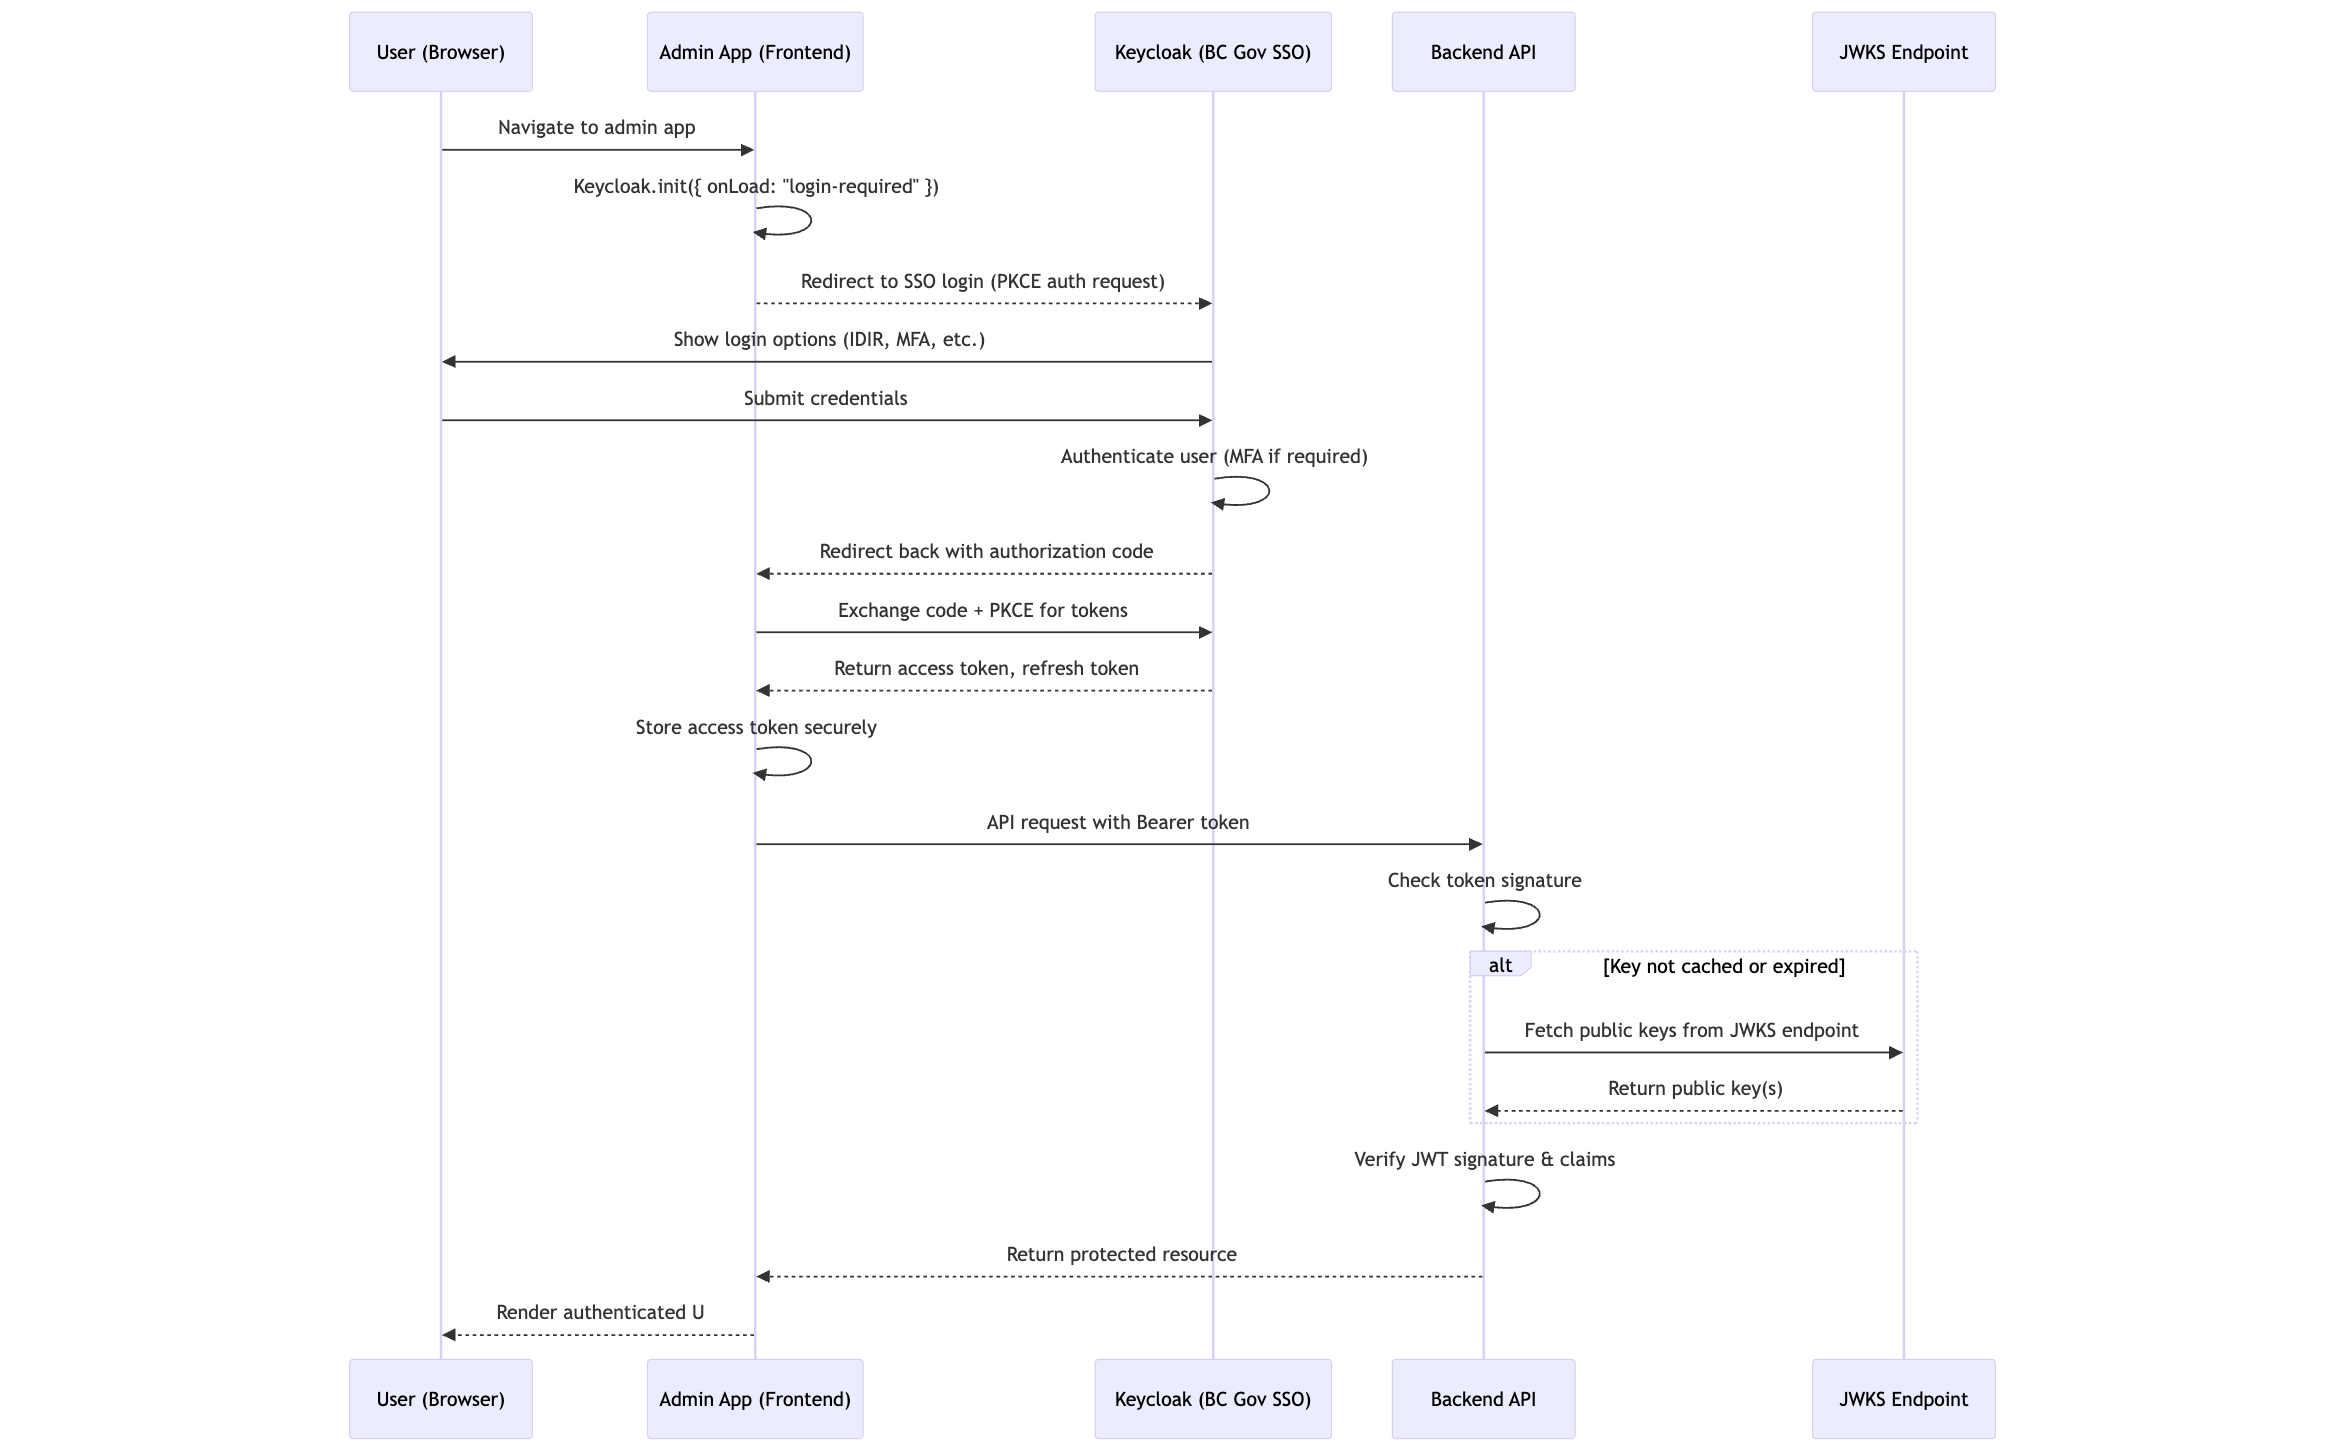 User (Browser)
Admin App (Frontend)
Keycloak (BC Gov SSO)
Backend API
JWKS Endpoint
Navigate to admin app
Keycloak.init({ onLoad: "login-required" })
Redirect to SSO login (PKCE auth request)
Show login options (IDIR, MFA, etc.)
Submit credentials
Authenticate user (MFA if required)
Redirect back with authorization code
Exchange code + PKCE for tokens
Return access token, refresh token
Store access token securely
API request with Bearer token
Check token signature
alt
[Key not cached or expired]
Fetch public keys from JWKS endpoint
Return public key(s)
Verify JWT signature & claims
Return protected resource
Render authenticated U
User (Browser)
Admin App (Frontend)
Keycloak (BC Gov SSO)
Backend API
JWKS Endpoint